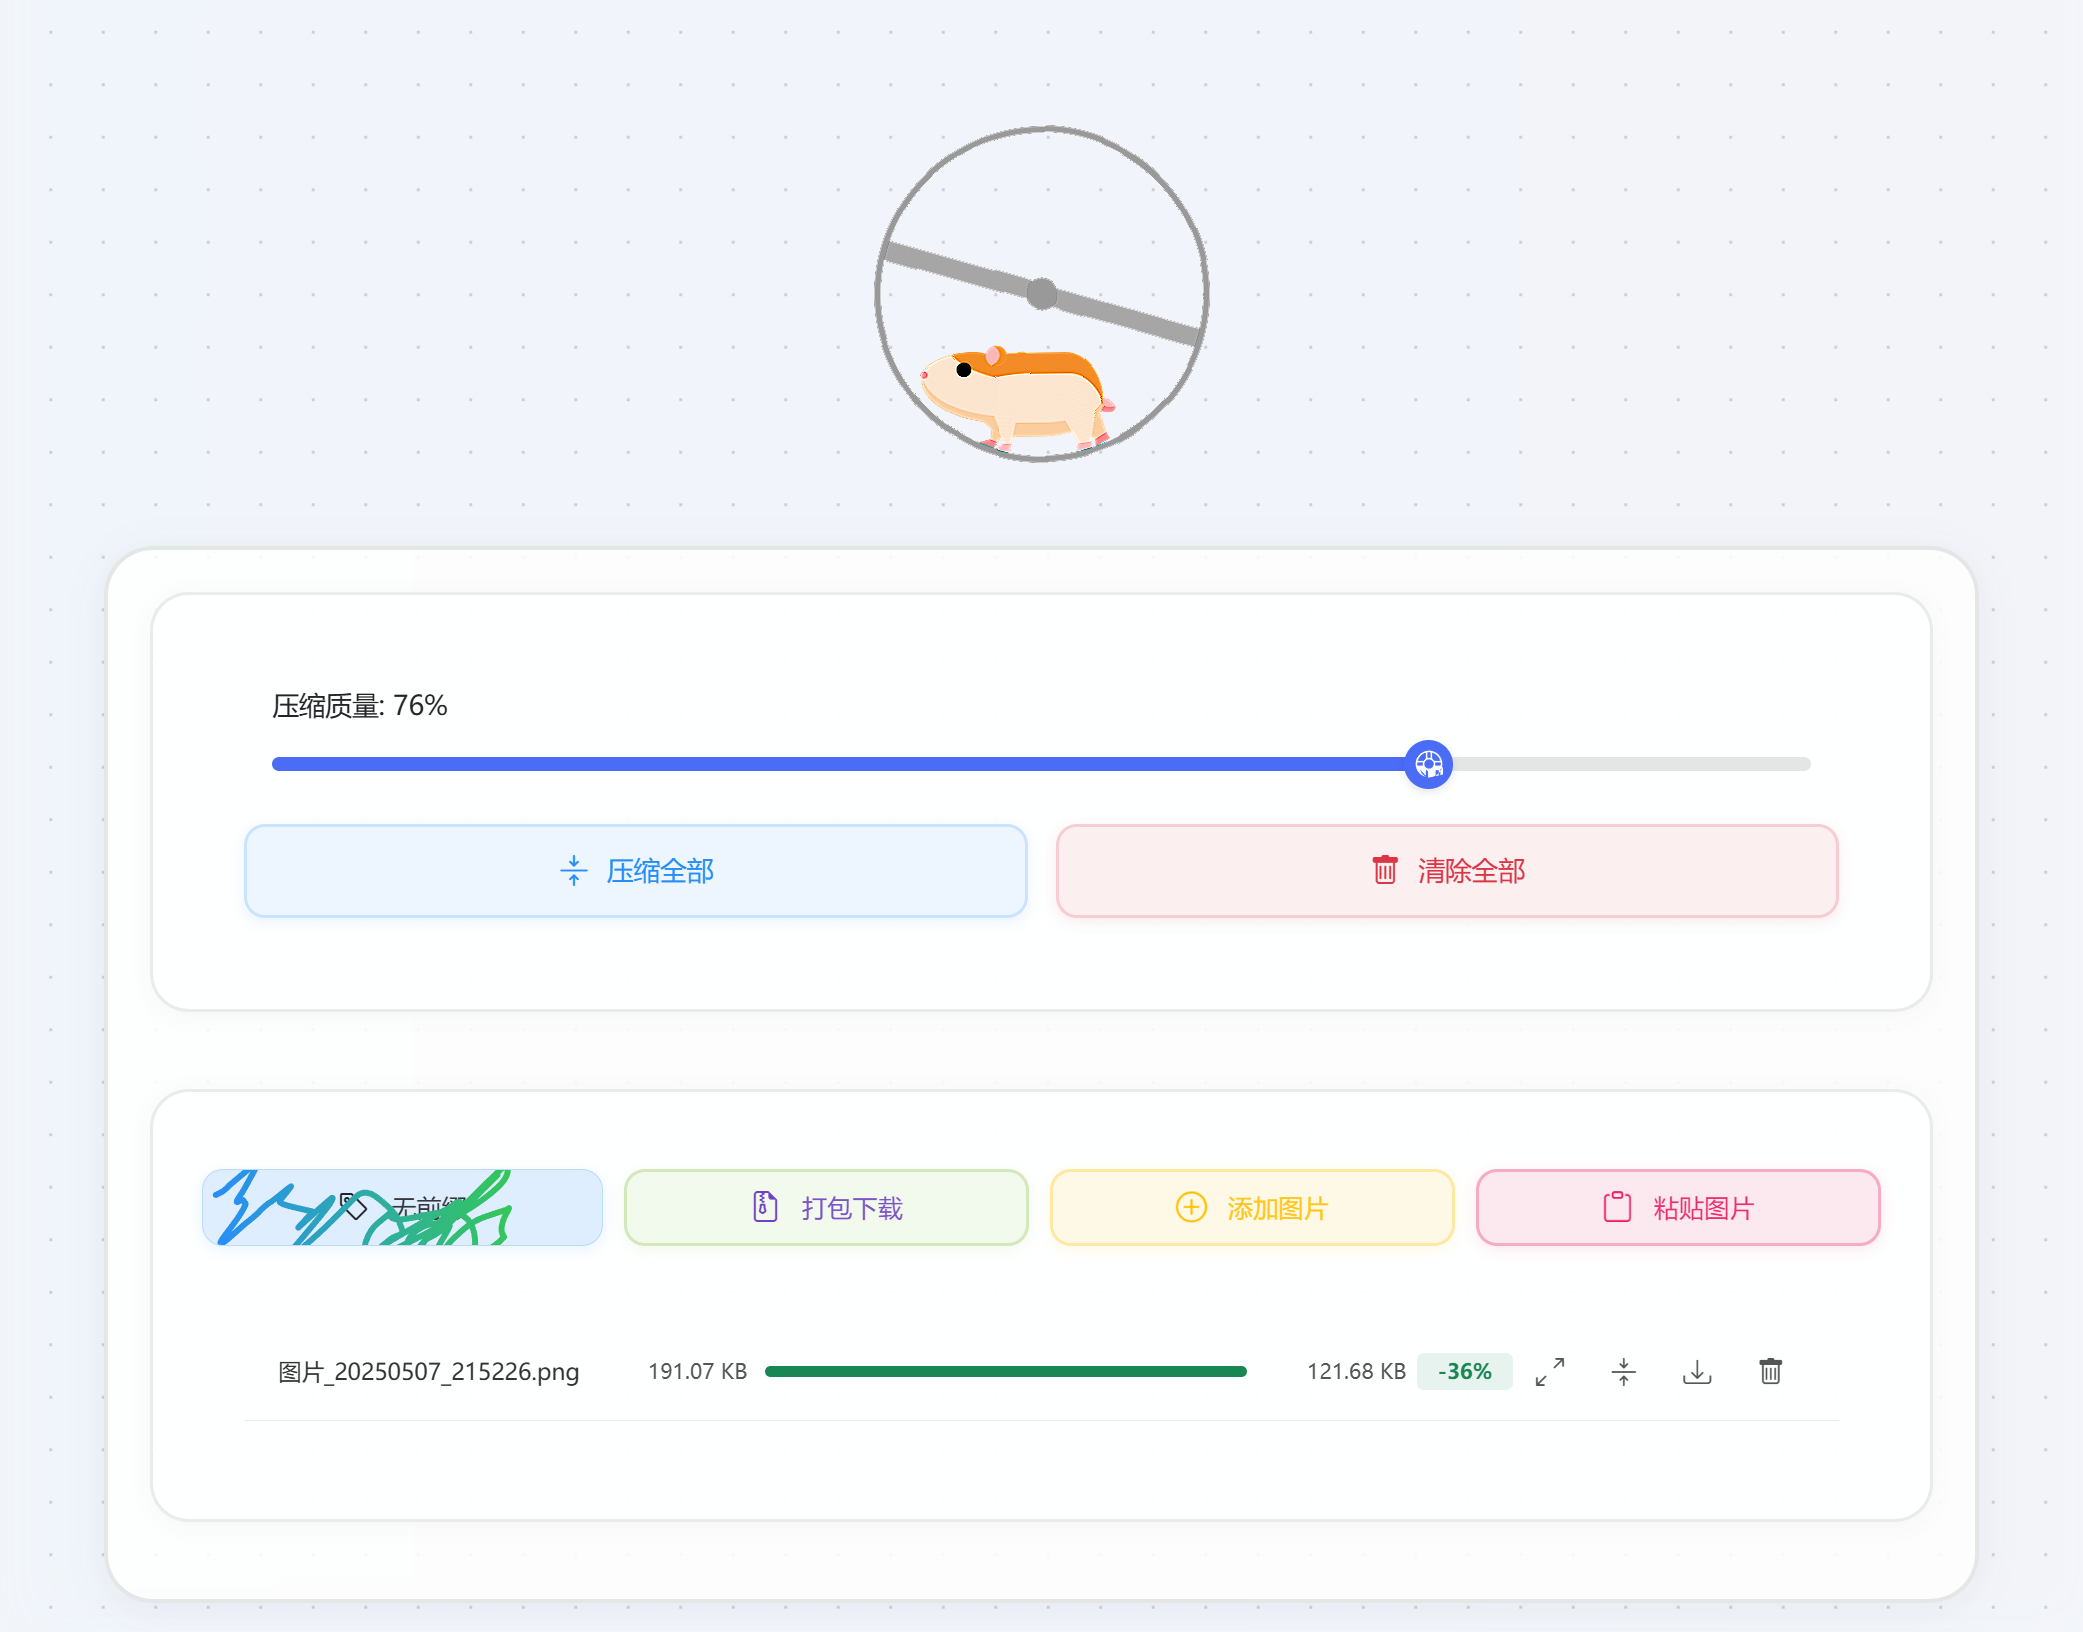 压缩质量: 76%
压缩全部
清除全部
无前缀
打包下载
添加图片
粘贴图片
图片_20250507_215226.png 191.07 KB 121.68 KB -36%